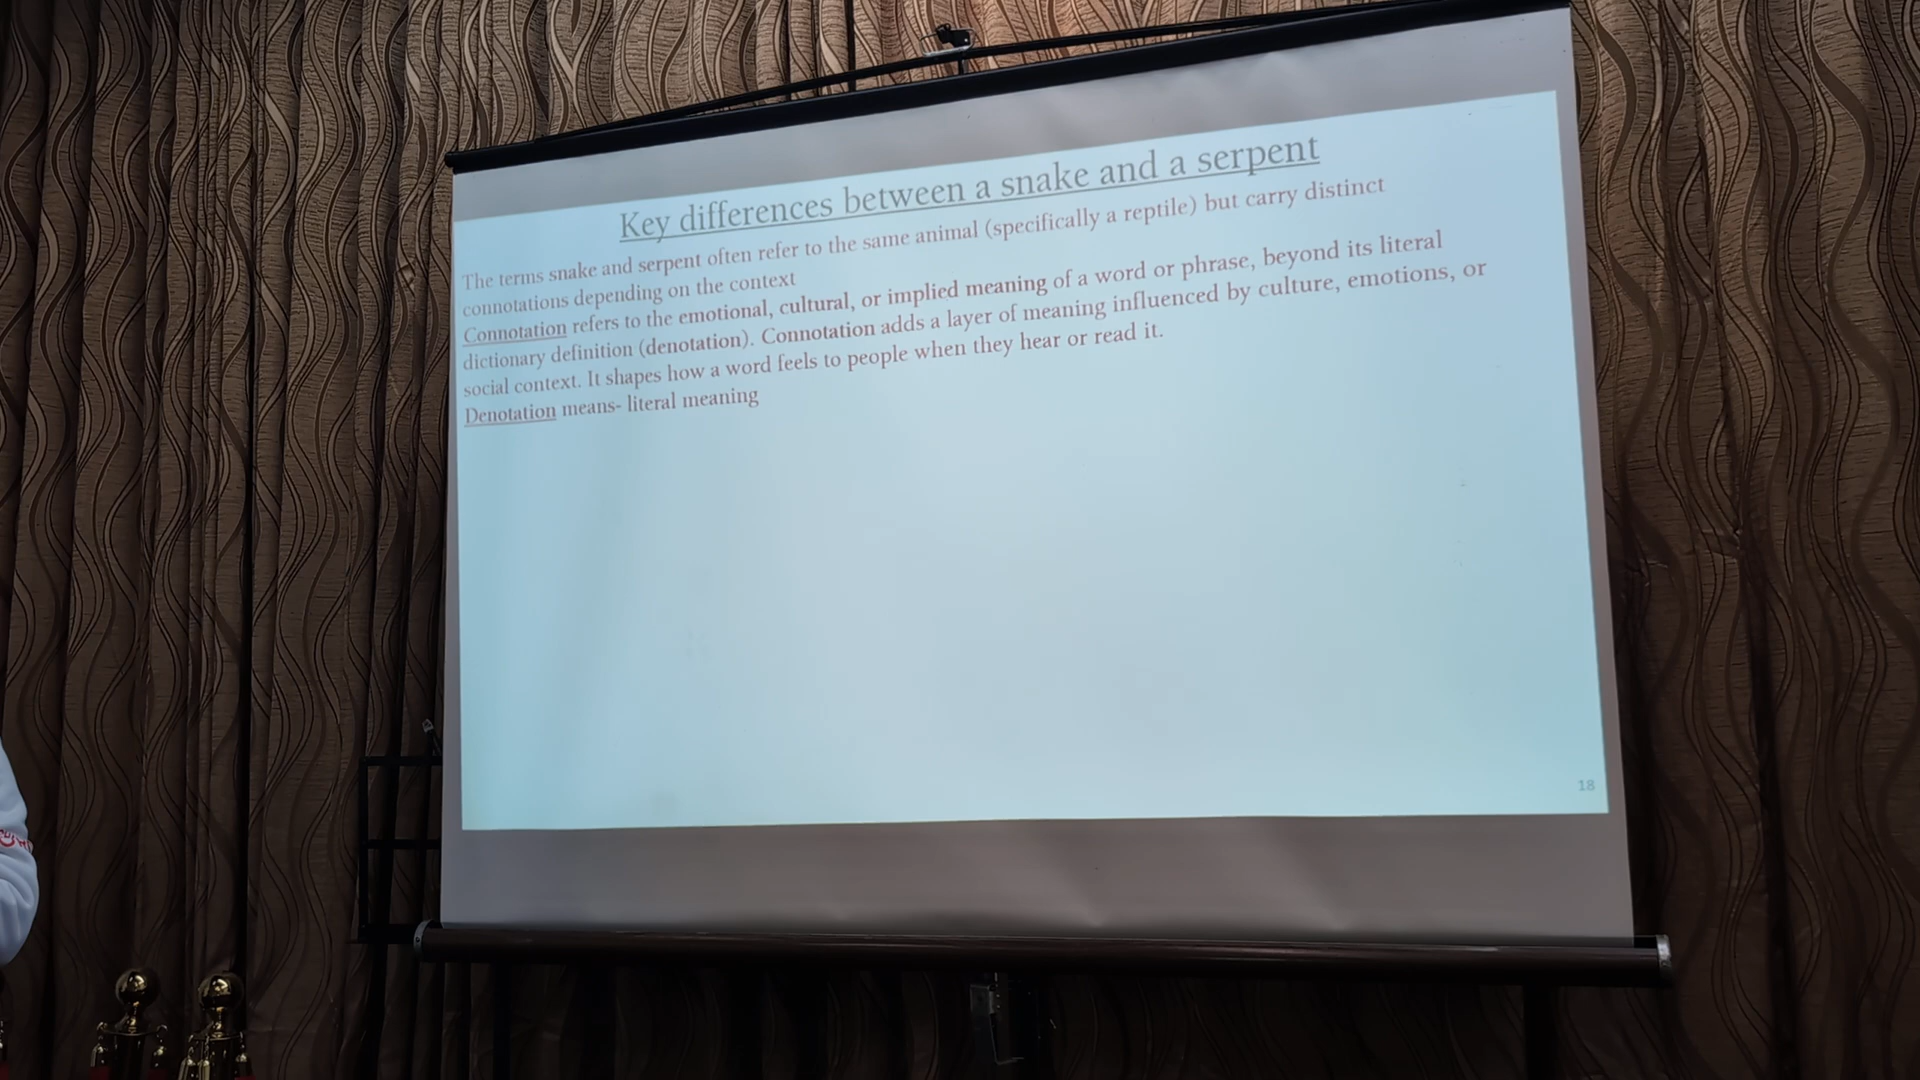 Key differences between a snake and a serpent
The terms snake and serpent often refer to the same animal (specifically a reptile) but carry distinct
connotations depending on the context
Connotation refers to the emotional, cultural, or implied meaning of a word or phrase, beyond its literal
dictionary definition (denotation). Connotation adds a layer of meaning influenced by culture, emotions, or
social context. It shapes how a word feels to people when they hear or read it.
Denotation means- literal meaning
18